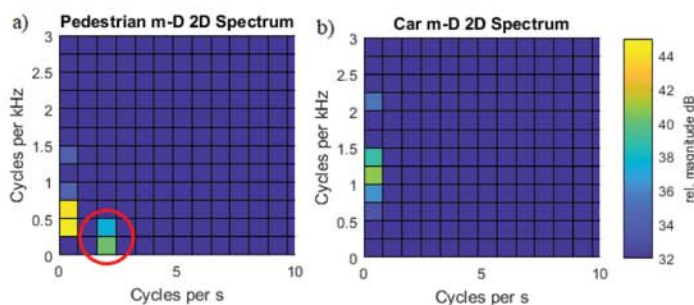 a) Pedestrian m-D 2D Spectrum
3
2.5
2
1.5
1
0.5
0
Cycles per kHz
0 5 10
Cycles per s
b) Car m-D 2D Spectrum
3
2.5
2
1.5
1
0.5
0
Cycles per kHz
0 5 10
Cycles per s
44
42
40
38
36
34
32
rel. magnitude dB